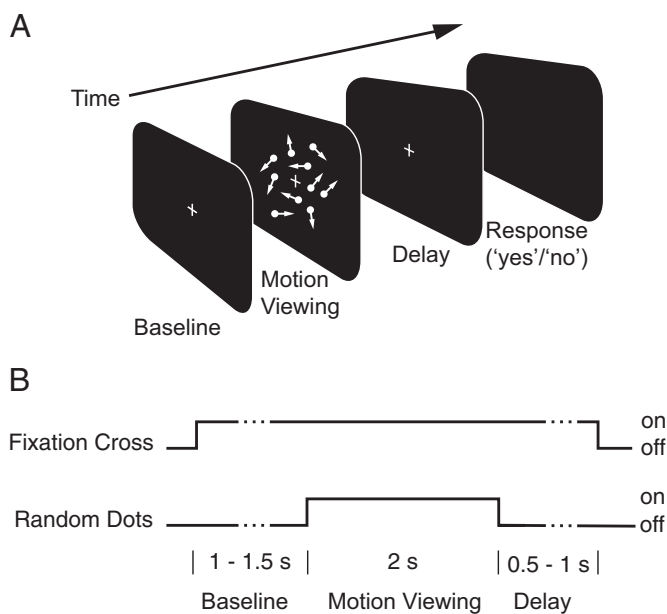 A
Time
Baseline
Motion
Viewing
Delay
Response
('yes'/'no')
B
Fixation Cross
on
off
Random Dots
on
off
1 - 1.5 s
2 s
0.5 - 1 s
Baseline
Motion Viewing
Delay